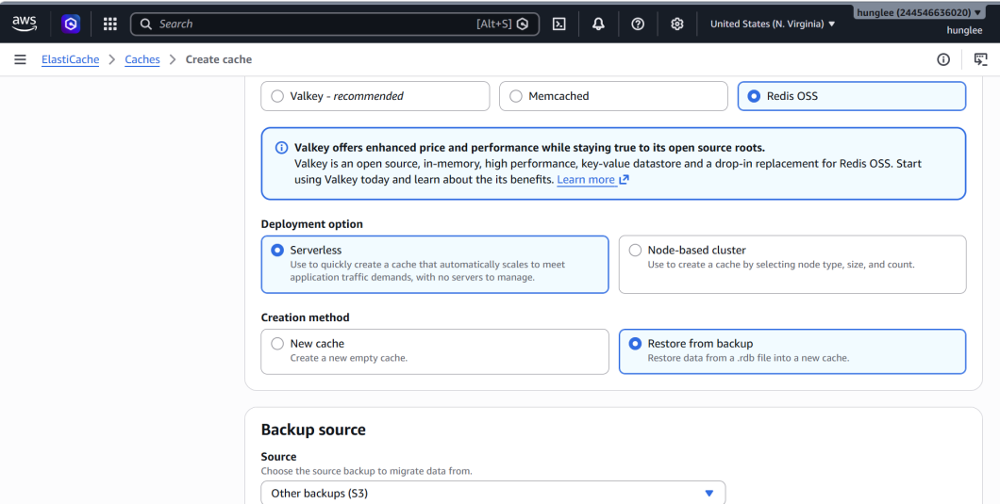 aws
Search
[Alt+S]
United States (N. Virginia)
hunglee (244546636020)
hunglee
ElastiCache
Caches
Create cache
Valkey - recommended
Memcached
Redis OSS
Valkey offers enhanced price and performance while staying true to its open source roots.
Valkey is an open source, in-memory, high performance, key-value datastore and a drop-in replacement for Redis OSS. Start
using Valkey today and learn about the its benefits. Learn more
Deployment option
Serverless
Use to quickly create a cache that automatically scales to meet
application traffic demands, with no servers to manage.
Node-based cluster
Use to create a cache by selecting node type, size, and count.
Creation method
New cache
Create a new empty cache.
Restore from backup
Restore data from a .rdb file into a new cache.
Backup source
Source
Choose the source backup to migrate data from.
Other backups (S3)